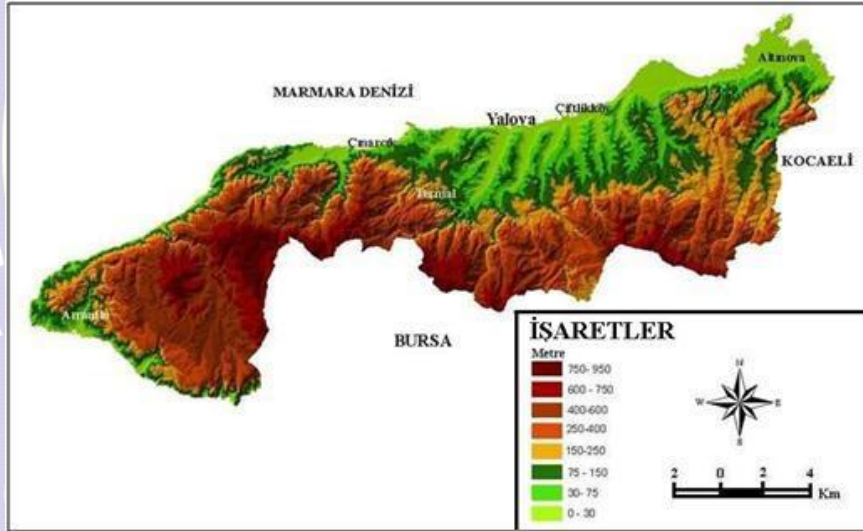 Altınova
MARMARA DENİZİ
Yalova
Çiftlikköy
Çınarcık
KOCAELİ
Termal
Armutlu
BURSA
İŞARETLER
Metre
750- 950
600 - 750
400-600
250-400
150-250
75 - 150
30- 75
0 - 30
N
W
E
S
2 0 2 4
Km